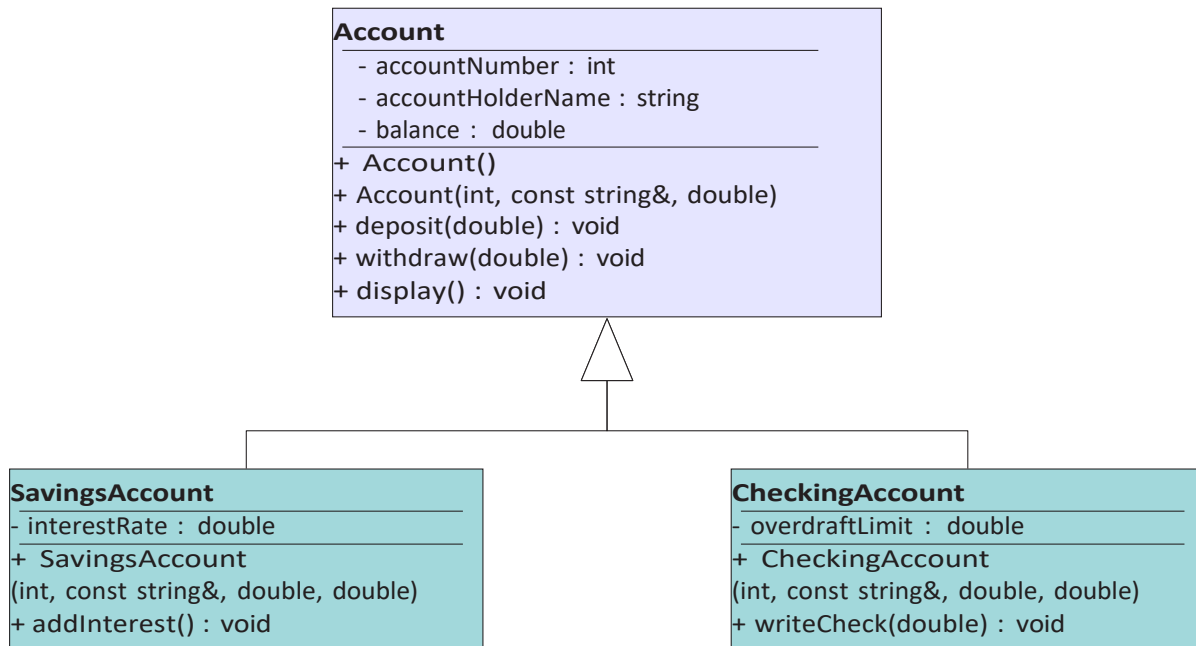 Account
- accountNumber : int
- accountHolderName : string
- balance : double
+ Account()
+ Account(int, const string&, double)
+ deposit(double) : void
+ withdraw(double) : void
+ display() : void
SavingsAccount
- interestRate : double
+ SavingsAccount
(int, const string&, double, double)
+ addInterest() : void
CheckingAccount
- overdraftLimit : double
+ CheckingAccount
(int, const string&, double, double)
+ writeCheck(double) : void